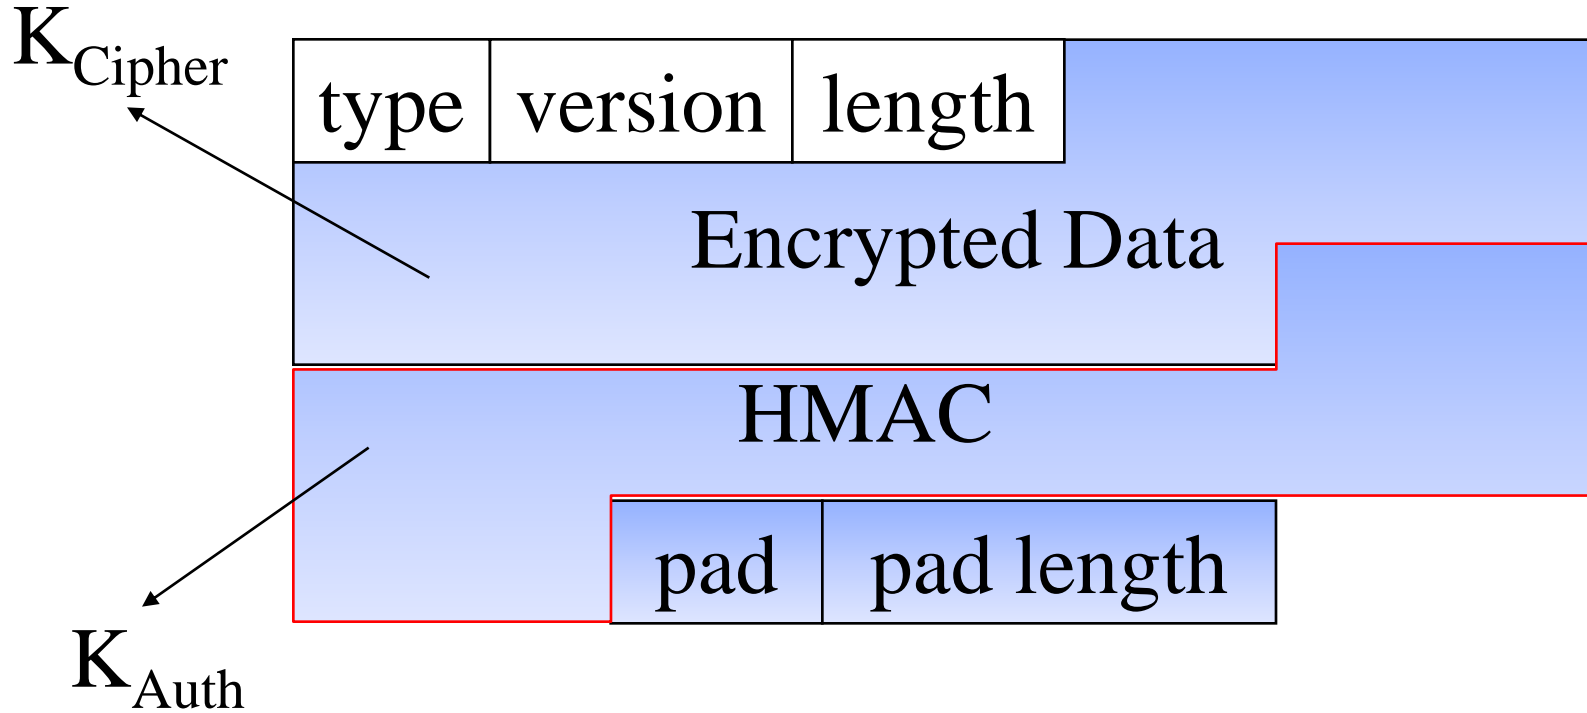 K_Cipher
type version length
Encrypted Data
HMAC
pad pad length
K_Auth